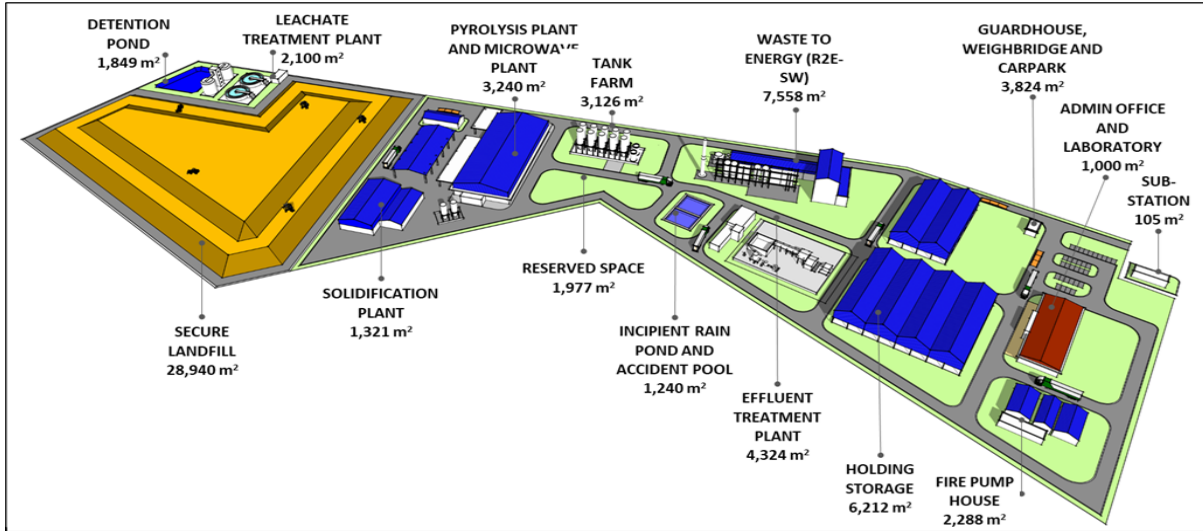 DETENTION
POND
1,849 m²
LEACHATE
TREATMENT PLANT
2,100 m²
PYROLYSIS PLANT
AND MICROWAVE
PLANT
3,240 m²
TANK
FARM
3,126 m²
WASTE TO
ENERGY (R2E-
SW)
7,558 m²
GUARDHOUSE,
WEIGHBRIDGE AND
CARPARK
3,824 m²
ADMIN OFFICE
AND
LABORATORY
1,000 m²
SUB-
STATION
105 m²
SECURE
LANDFILL
28,940 m²
SOLIDIFICATION
PLANT
1,321 m²
RESERVED SPACE
1,977 m²
INCIPIENT RAIN
POND AND
ACCIDENT POOL
1,240 m²
EFFLUENT
TREATMENT
PLANT
4,324 m²
HOLDING
STORAGE
6,212 m²
FIRE PUMP
HOUSE
2,288 m²